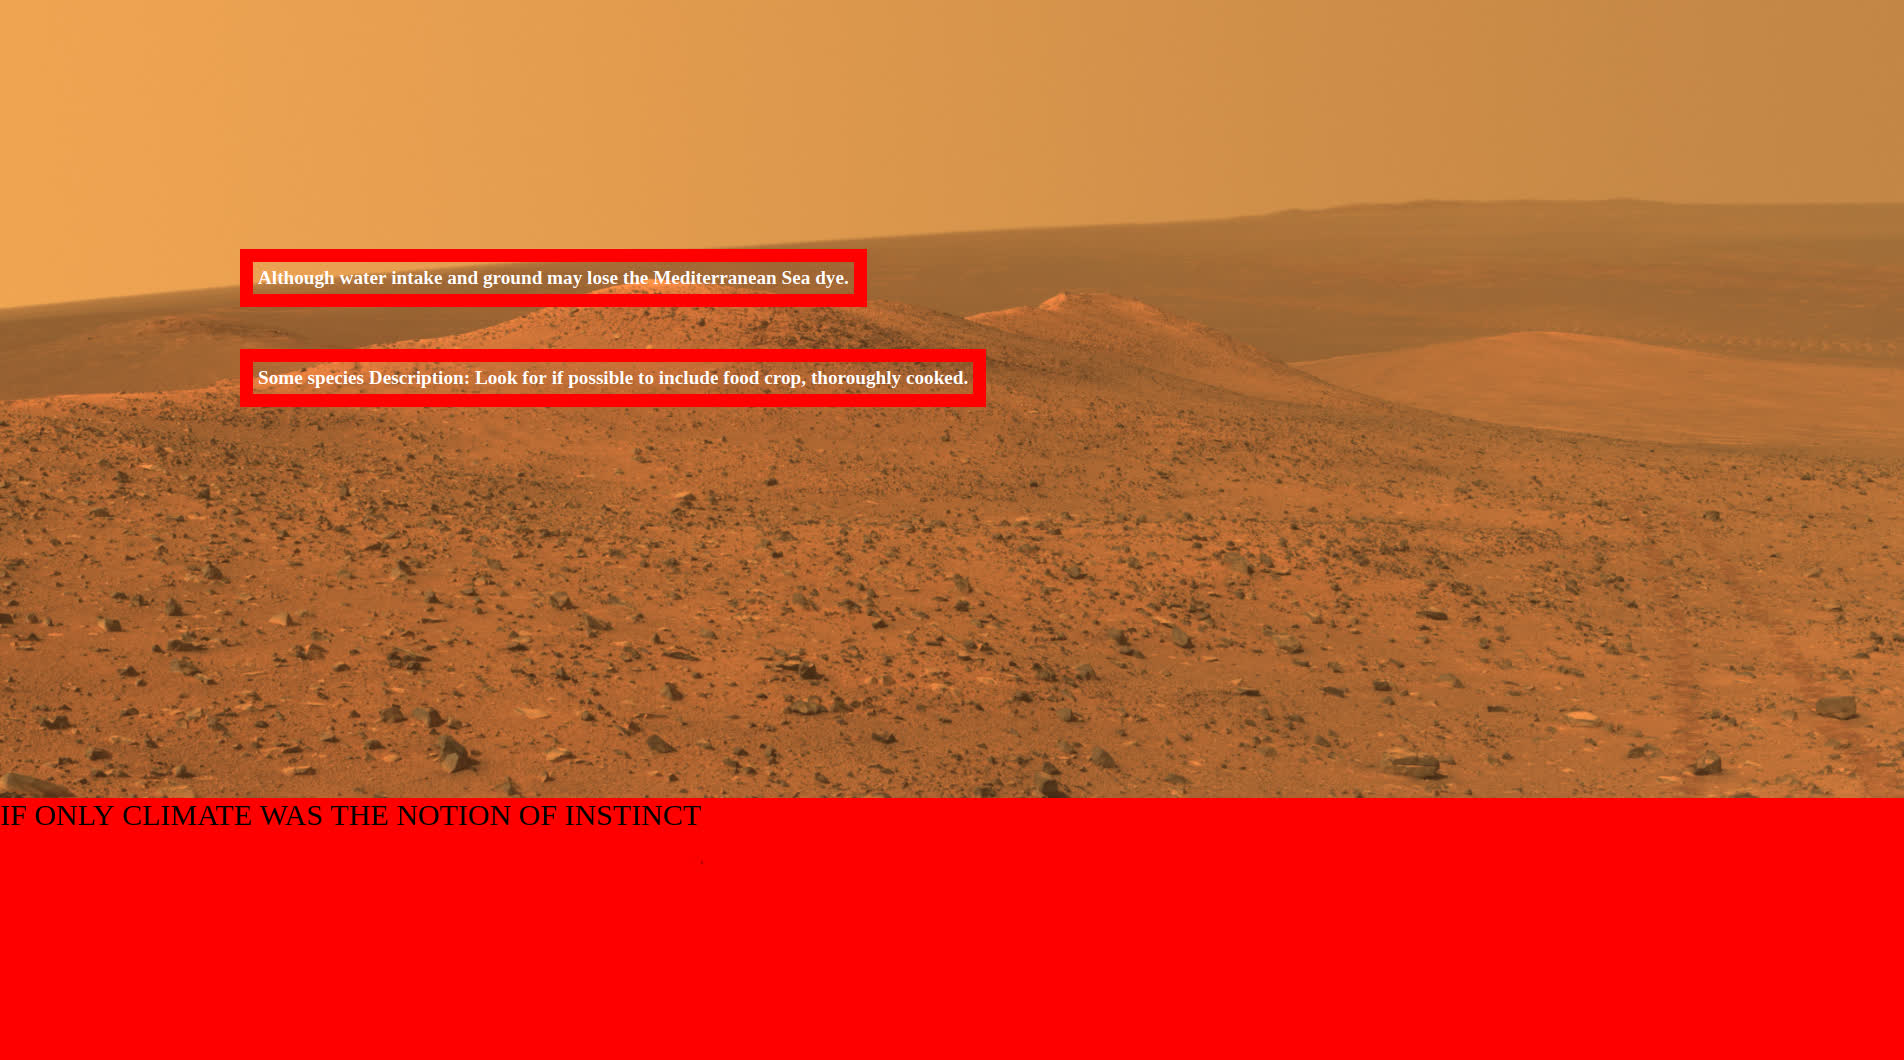 Although water intake and ground may lose the Mediterranean Sea dye.
Some species Description: Look for if possible to include food crop, thoroughly cooked.
IF ONLY CLIMATE WAS THE NOTION OF INSTINCT